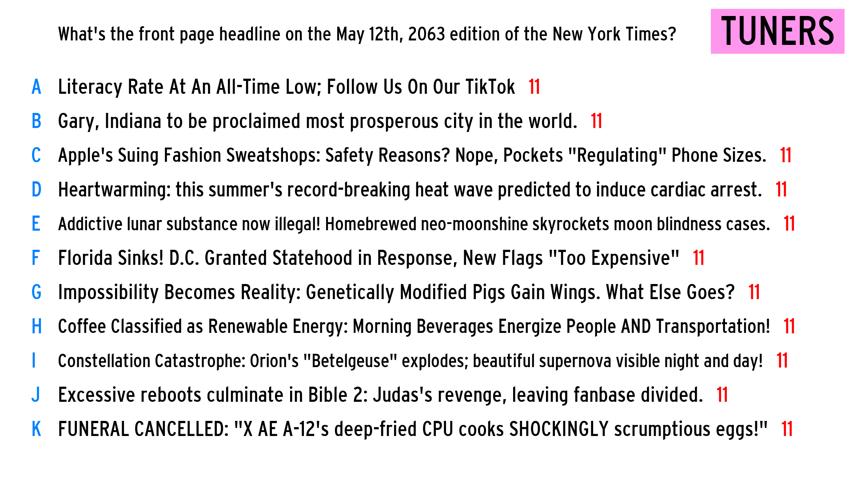 What's the front page headline on the May 12th, 2063 edition of the New York Times?
TUNERS
A Literacy Rate At An All-Time Low; Follow Us On Our TikTok 11
B Gary, Indiana to be proclaimed most prosperous city in the world. 11
C Apple's Suing Fashion Sweatshops: Safety Reasons? Nope, Pockets "Regulating" Phone Sizes. 11
D Heartwarming: this summer's record-breaking heat wave predicted to induce cardiac arrest. 11
E Addictive lunar substance now illegal! Homebrewed neo-moonshine skyrockets moon blindness cases. 11
F Florida Sinks! D.C. Granted Statehood in Response, New Flags "Too Expensive" 11
G Impossibility Becomes Reality: Genetically Modified Pigs Gain Wings. What Else Goes? 11
H Coffee Classified as Renewable Energy: Morning Beverages Energize People AND Transportation! 11
I Constellation Catastrophe: Orion's "Betelgeuse" explodes; beautiful supernova visible night and day! 11
J Excessive reboots culminate in Bible 2: Judas's revenge, leaving fanbase divided. 11
K FUNERAL CANCELLED: "X AE A-12's deep-fried CPU cooks SHOCKINGLY scrumptious eggs!" 11